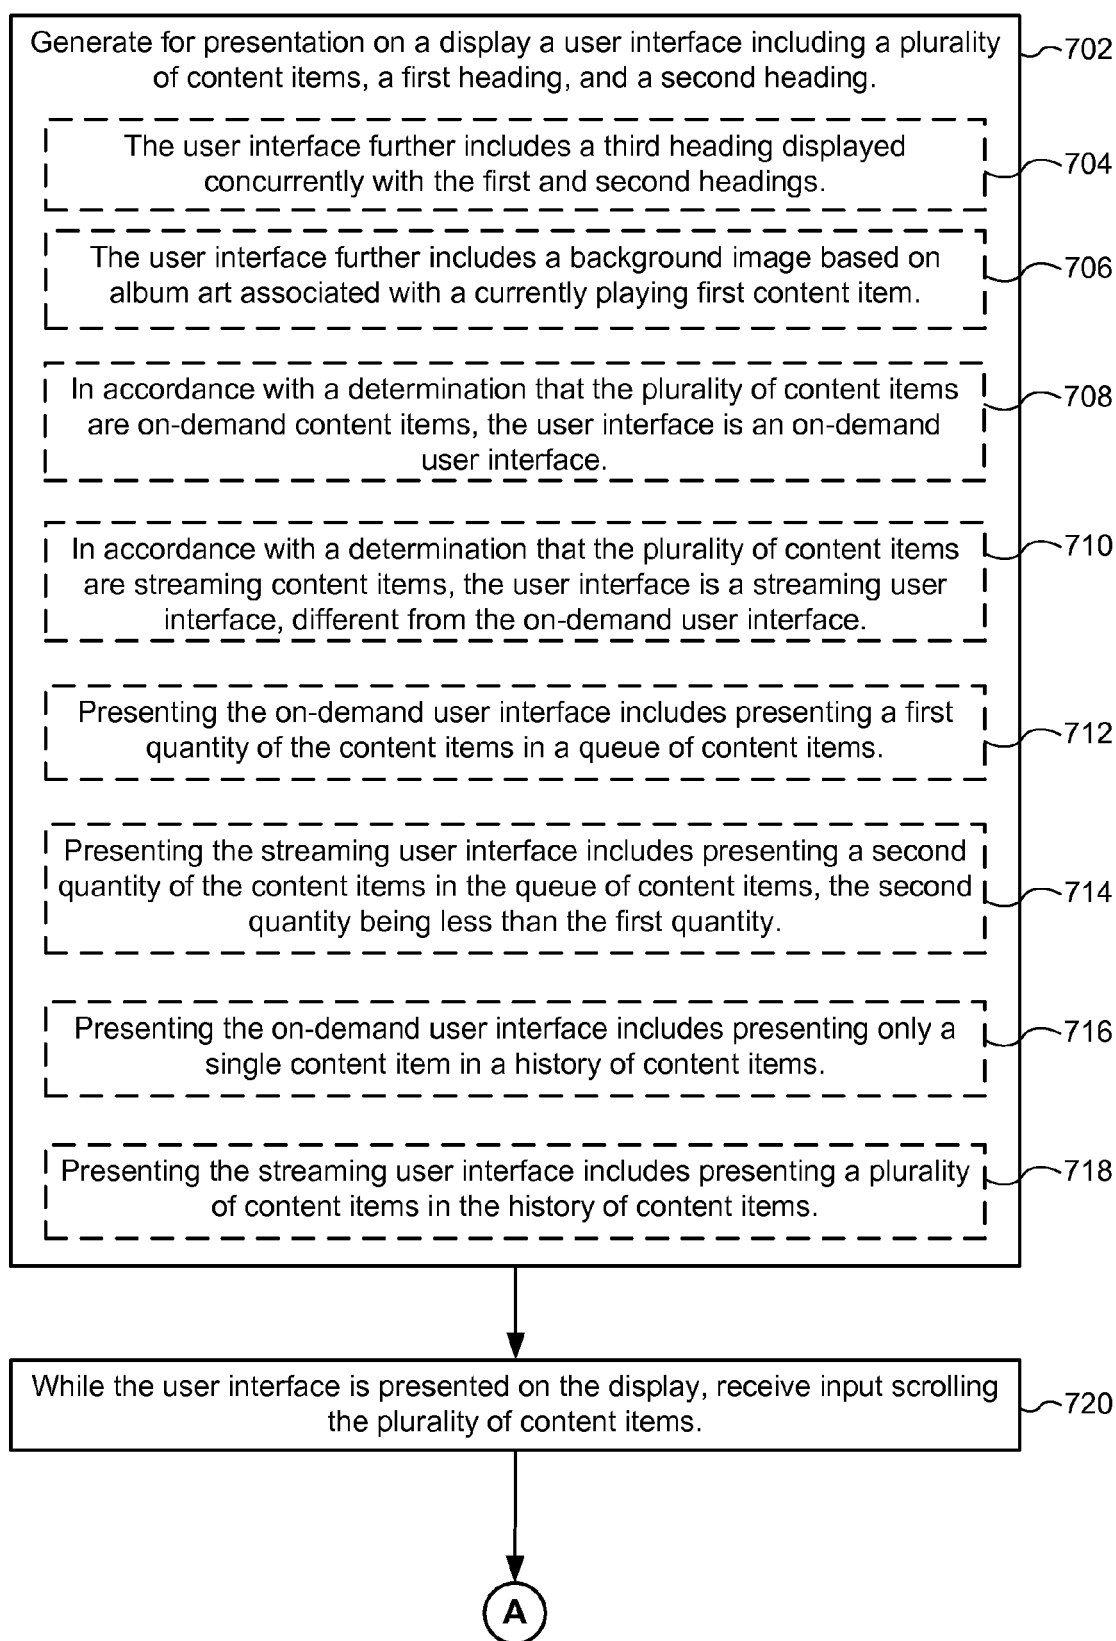 Generate for presentation on a display a user interface including a plurality
of content items, a first heading, and a second heading.
702
The user interface further includes a third heading displayed
concurrently with the first and second headings.
704
The user interface further includes a background image based on
album art associated with a currently playing first content item.
706
In accordance with a determination that the plurality of content items
are on-demand content items, the user interface is an on-demand
user interface.
708
In accordance with a determination that the plurality of content items
are streaming content items, the user interface is a streaming user
interface, different from the on-demand user interface.
710
Presenting the on-demand user interface includes presenting a first
quantity of the content items in a queue of content items.
712
Presenting the streaming user interface includes presenting a second
quantity of the content items in the queue of content items, the second
quantity being less than the first quantity.
714
Presenting the on-demand user interface includes presenting only a
single content item in a history of content items.
716
Presenting the streaming user interface includes presenting a plurality
of content items in the history of content items.
718
While the user interface is presented on the display, receive input scrolling
the plurality of content items.
720
A